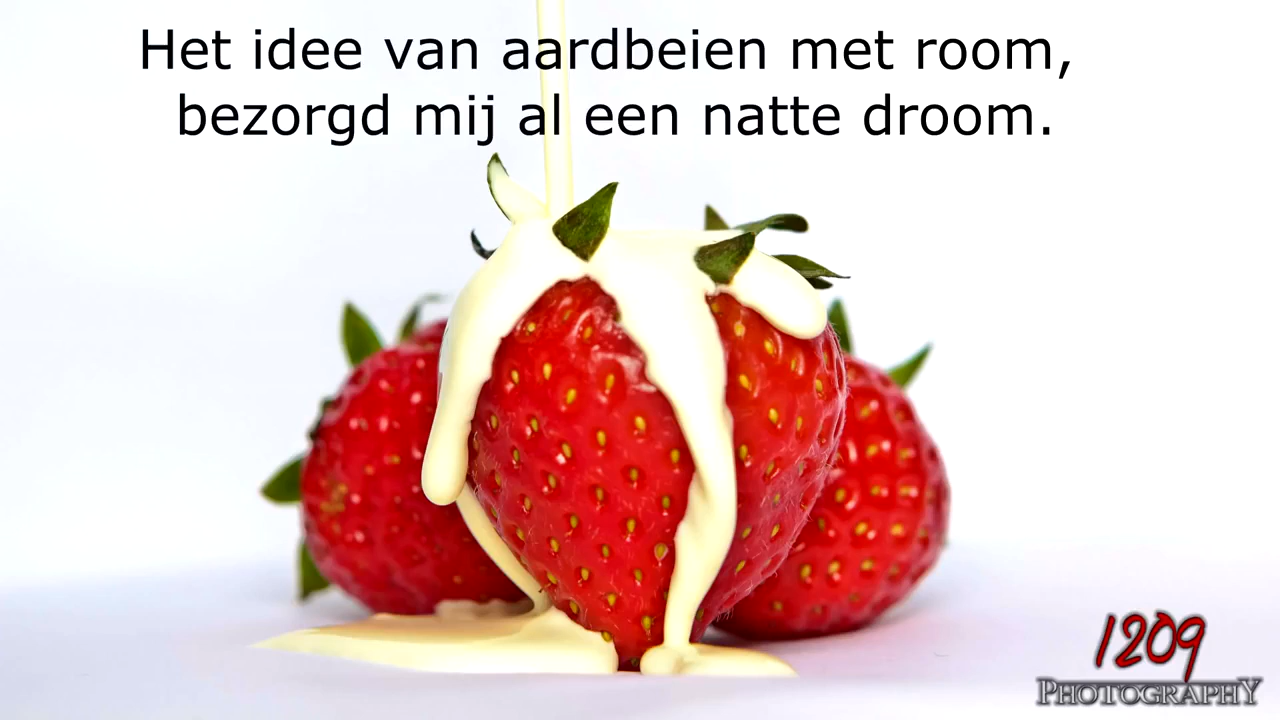 Het idee van aardbeien met room,
bezorgd mij al een natte droom.
1209
PHOTOGRAPHY